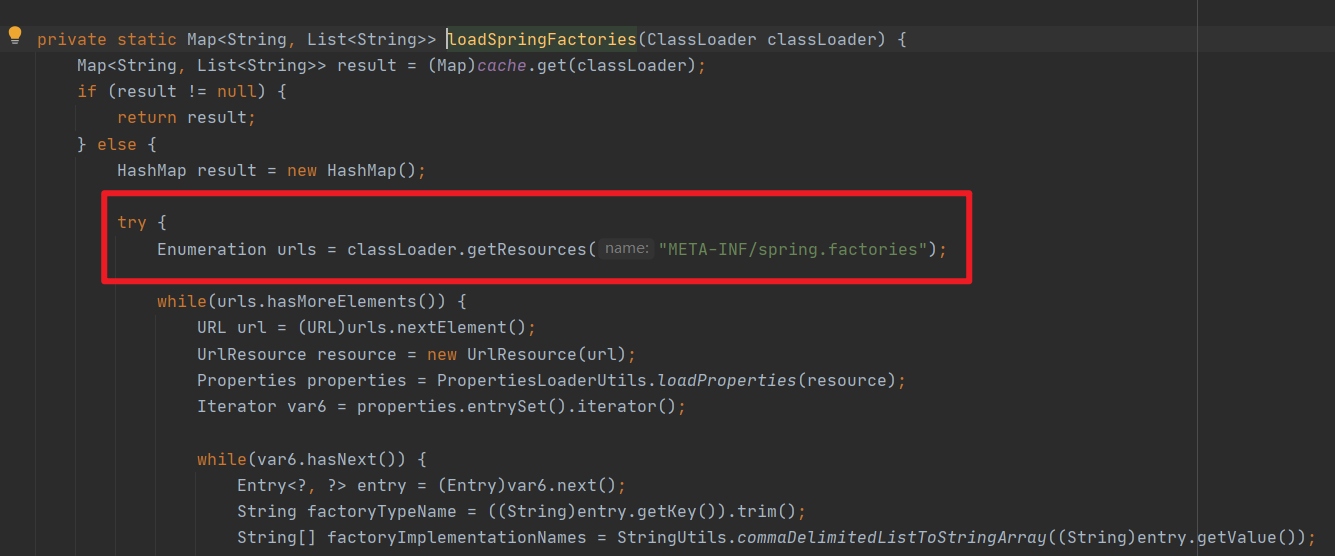 private static Map<String, List<String>> loadSpringFactories(ClassLoader classLoader) {
Map<String, List<String>> result = (Map)cache.get(classLoader);
if (result != null) {
return result;
} else {
HashMap result = new HashMap();
try {
Enumeration urls = classLoader.getResources( name: "META-INF/spring.factories");
while(urls.hasMoreElements()) {
URL url = (URL)urls.nextElement();
UrlResource resource = new UrlResource(url);
Properties properties = PropertiesLoaderUtils.loadProperties(resource);
Iterator var6 = properties.entrySet().iterator();
while(var6.hasNext()) {
Entry<?, ?> entry = (Entry)var6.next();
String factoryTypeName = ((String)entry.getKey()).trim();
String[] factoryImplementationNames = StringUtils.commaDelimitedListToStringArray((String)entry.getValue());